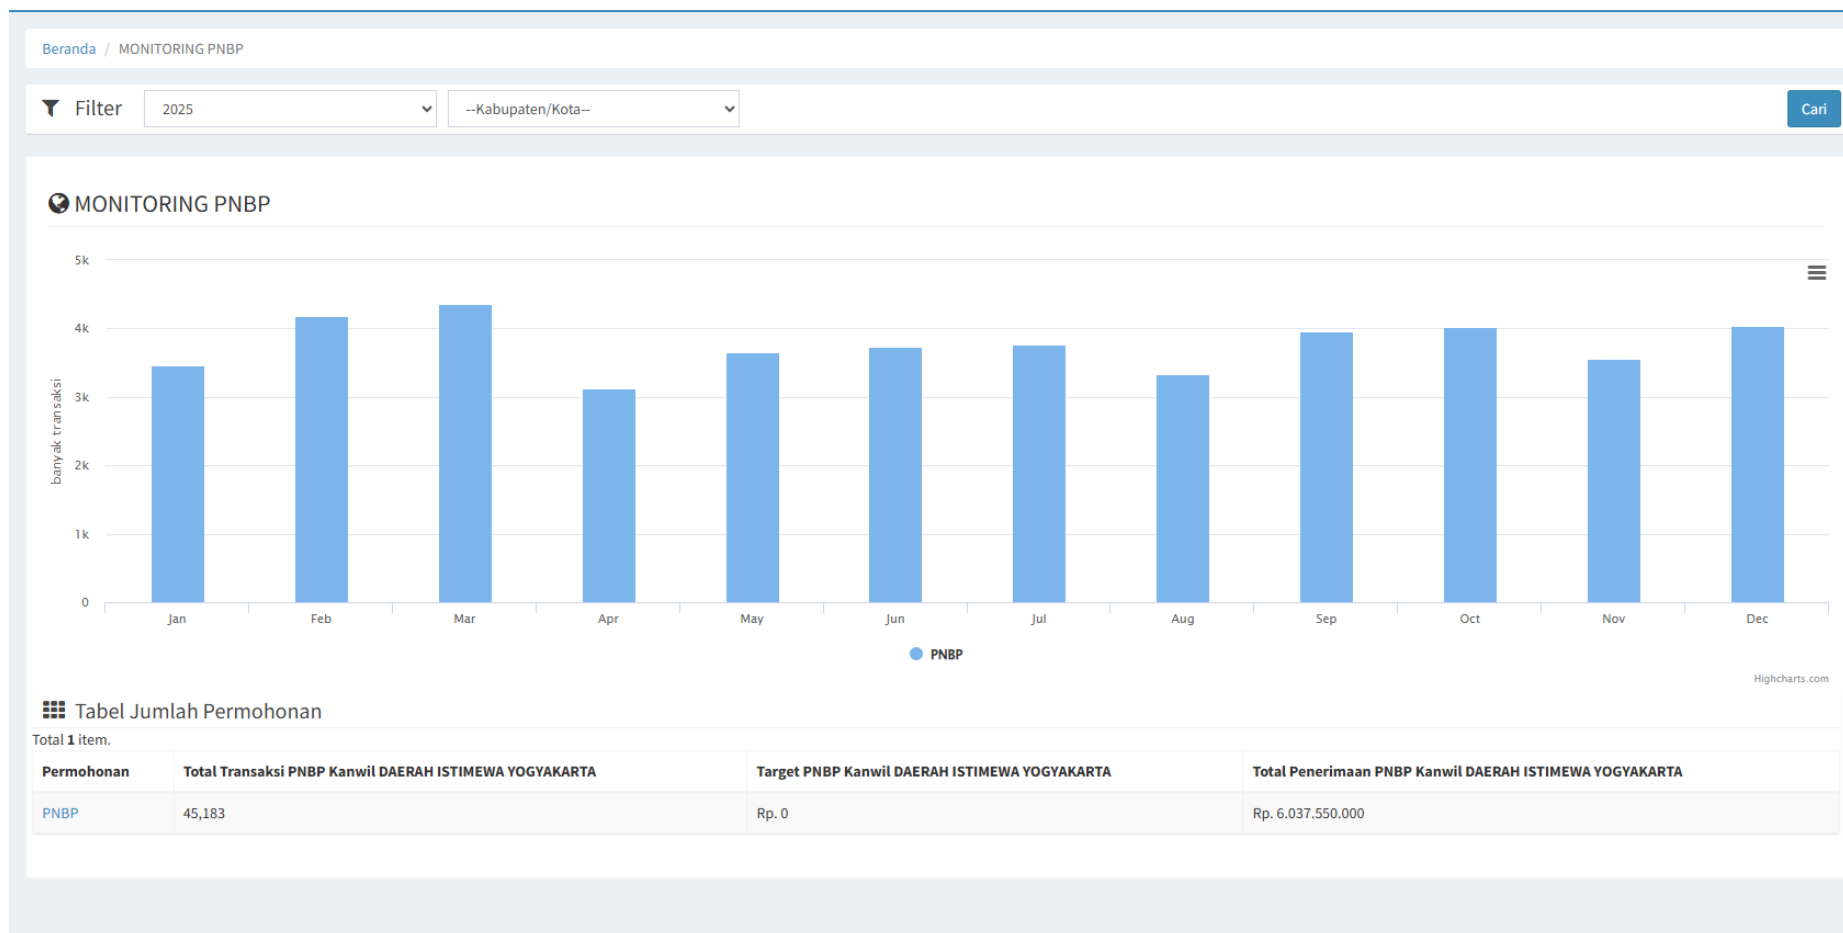 Beranda / MONITORING PNBP
Filter 2025 --Kabupaten/Kota-- Cari
MONITORING PNBP
5k
4k
3k
2k
1k
0
banyak transaksi
Jan Feb Mar Apr May Jun Jul Aug Sep Oct Nov Dec
PNBP
Highcharts.com
Tabel Jumlah Permohonan
Total 1 item.
Permohonan Total Transaksi PNBP Kanwil DAERAH ISTIMEWA YOGYAKARTA Target PNBP Kanwil DAERAH ISTIMEWA YOGYAKARTA Total Penerimaan PNBP Kanwil DAERAH ISTIMEWA YOGYAKARTA
PNBP 45,183 Rp. 0 Rp. 6.037.550.000